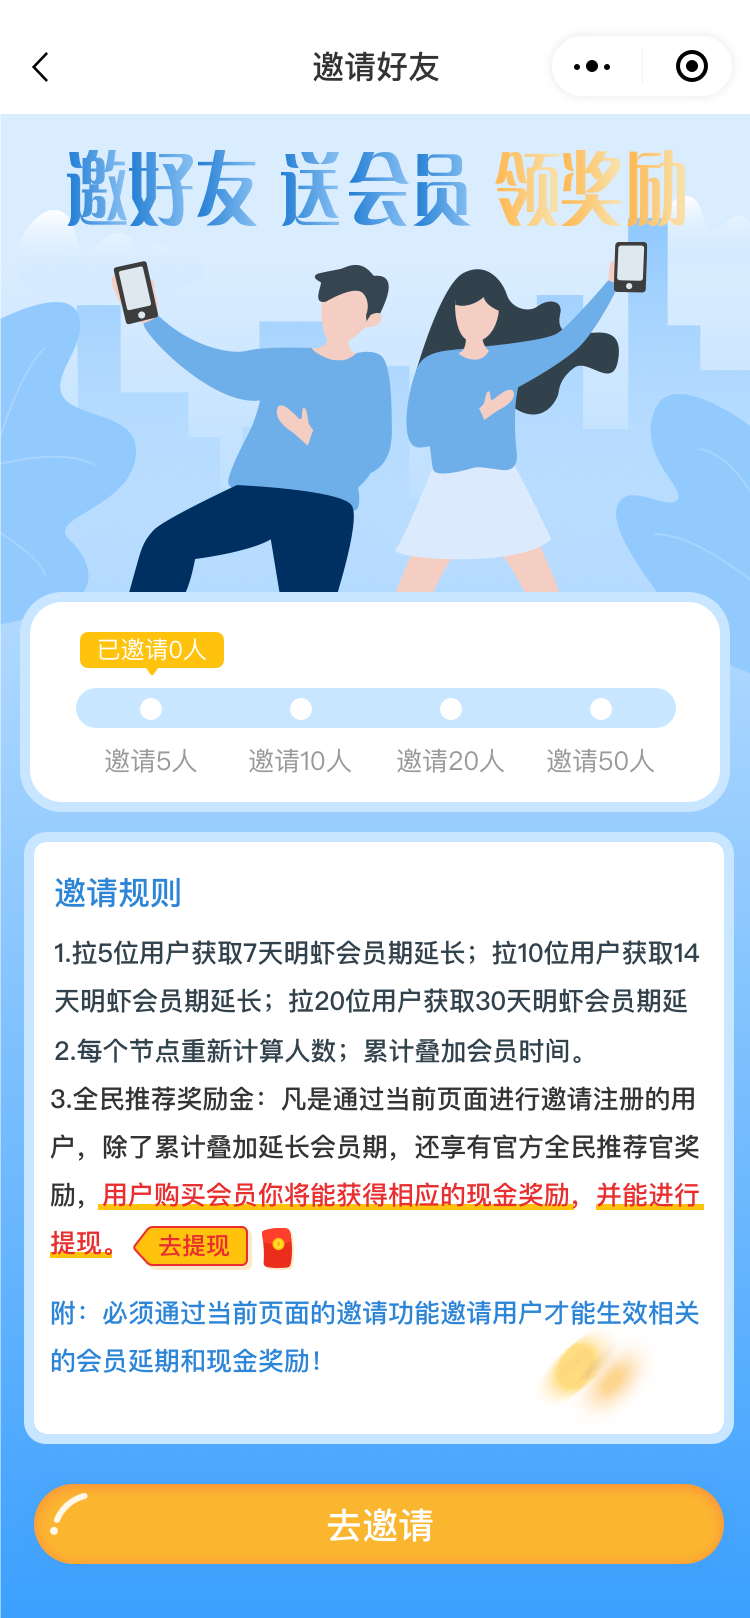 邀请好友
邀好友 送会员 领奖励
已邀请0人
邀请5人 邀请10人 邀请20人 邀请50人
邀请规则
1.拉5位用户获取7天明虾会员期延长；拉10位用户获取14
天明虾会员期延长；拉20位用户获取30天明虾会员期延
2.每个节点重新计算人数；累计叠加会员时间。
3.全民推荐奖励金：凡是通过当前页面进行邀请注册的用
户，除了累计叠加延长会员期，还享有官方全民推荐官奖
励，用户购买会员你将能获得相应的现金奖励，并能进行
提现。 去提现
附：必须通过当前页面的邀请功能邀请用户才能生效相关
的会员延期和现金奖励！
去邀请